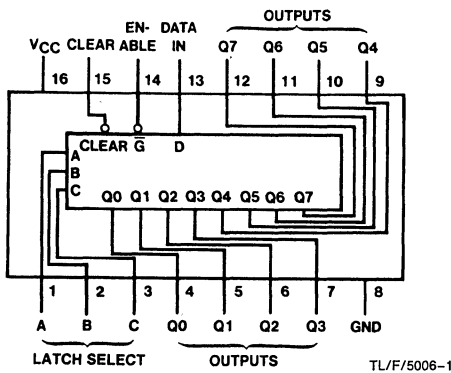 OUTPUTS
EN- DATA
VCC CLEAR ABLE IN Q7 Q6 Q5 Q4
16 15 14 13 12 11 10 9
CLEAR G̅ D
A
B
C
Q0 Q1 Q2 Q3 Q4 Q5 Q6 Q7
1 2 3 4 5 6 7 8
A B C Q0 Q1 Q2 Q3 GND
LATCH SELECT OUTPUTS
TL/F/5006-1